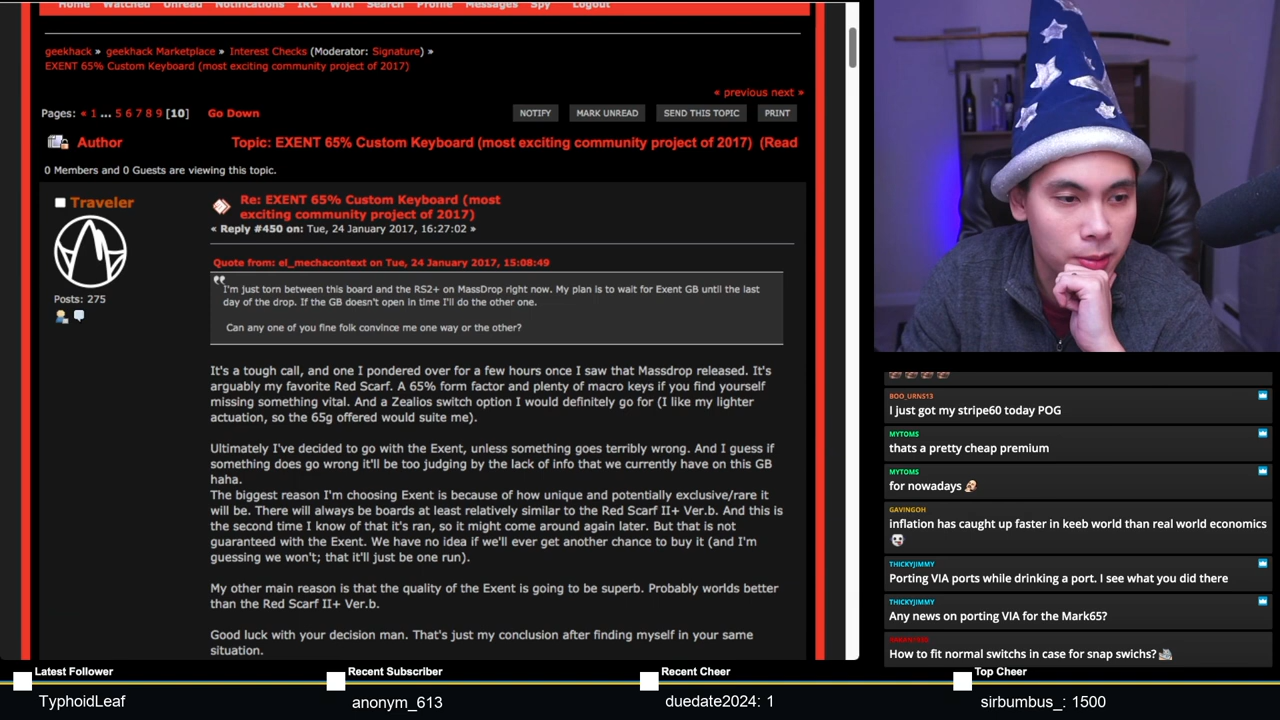 Home Watched Unread Notifications IRC Wiki Search Profile Messages Spy Logout
geekhack » geekhack Marketplace » Interest Checks (Moderator: Signature) »
EXENT 65% Custom Keyboard (most exciting community project of 2017)
« previous next »
Pages: « 1 ... 5 6 7 8 9 [10] Go Down
NOTIFY MARK UNREAD SEND THIS TOPIC PRINT
Author Topic: EXENT 65% Custom Keyboard (most exciting community project of 2017) (Read
0 Members and 0 Guests are viewing this topic.
Traveler
Posts: 275
Re: EXENT 65% Custom Keyboard (most
exciting community project of 2017)
« Reply #450 on: Tue, 24 January 2017, 16:27:02 »
Quote from: el_mechacontext on Tue, 24 January 2017, 15:08:49
I'm just torn between this board and the RS2+ on MassDrop right now. My plan is to wait for Exent GB until the last
day of the drop. If the GB doesn't open in time I'll do the other one.
Can any one of you fine folk convince me one way or the other?
It's a tough call, and one I pondered over for a few hours once I saw that Massdrop released. It's
arguably my favorite Red Scarf. A 65% form factor and plenty of macro keys if you find yourself
missing something vital. And a Zealios switch option I would definitely go for (I like my lighter
actuation, so the 65g offered would suite me).
Ultimately I've decided to go with the Exent, unless something goes terribly wrong. And I guess if
something does go wrong it'll be too judging by the lack of info that we currently have on this GB
haha.
The biggest reason I'm choosing Exent is because of how unique and potentially exclusive/rare it
will be. There will always be boards at least relatively similar to the Red Scarf II+ Ver.b. And this is
the second time I know of that it's ran, so it might come around again later. But that is not
guaranteed with the Exent. We have no idea if we'll ever get another chance to buy it (and I'm
guessing we won't; that it'll just be one run).
My other main reason is that the quality of the Exent is going to be superb. Probably worlds better
than the Red Scarf II+ Ver.b.
Good luck with your decision man. That's just my conclusion after finding myself in your same
situation.
BOO_URNS13
I just got my stripe60 today POG
MYTOMS
thats a pretty cheap premium
MYTOMS
for nowadays
GAVINGOH
inflation has caught up faster in keeb world than real world economics
THICKYJIMMY
Porting VIA ports while drinking a port. I see what you did there
THICKYJIMMY
Any news on porting VIA for the Mark65?
How to fit normal switchs in case for snap swichs?
Latest Follower
TyphoidLeaf
Recent Subscriber
anonym_613
Recent Cheer
duedate2024: 1
Top Cheer
sirbumbus_: 1500